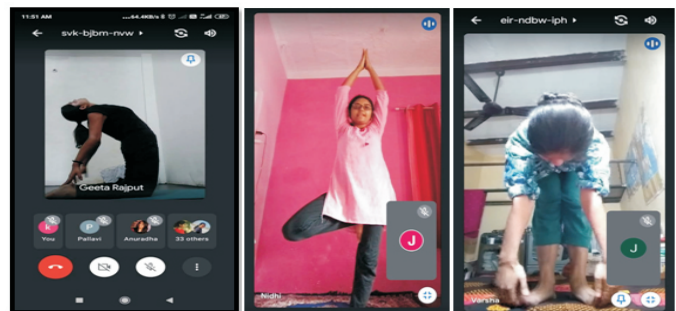 11:51 AM ...64.4KB/s
svk-bjbm-nvw
Geeta Rajput
k P
You Pallavi Anuradha 33 others
J
Nidhi
eir-ndbw-iph
J
Varsha